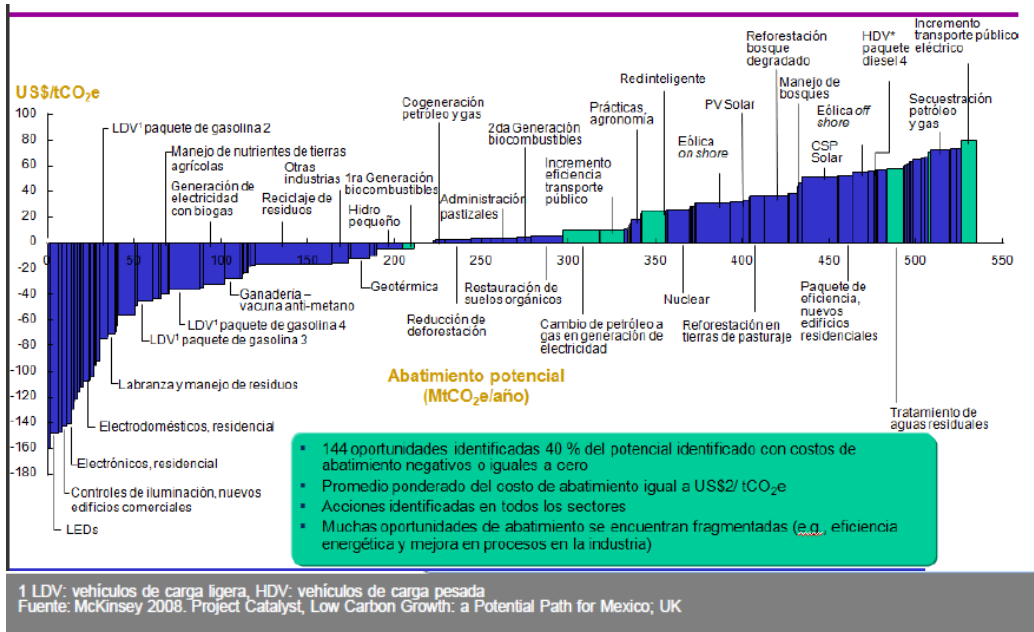 US$/tCO₂e
100
80
60
40
20
0
-20
-40
-60
-80
-100
-120
-140
-160
-180
0
50
100
150
200
250
300
350
400
450
500
550
LDV¹ paquete de gasolina 2
Manejo de nutrientes de tierras
agrícolas
Generación de
electricidad
con biogas
Otras
industrias
Reciclaje de
residuos
1ra Generación
biocombustibles
Hidro
pequeño
Cogeneración
petróleo y gas
Administración
pastizales
2da Generación
biocombustibles
Incremento
eficiencia
transporte
público
Prácticas,
agronomía
Red inteligente
Eólica
on shore
PV Solar
Reforestación
bosque
degradado
Manejo de
bosques
Eólica off
shore
CSP
Solar
HDV*
paquete
diesel 4
Incremento
transporte público
eléctrico
Secuestración
petróleo
y gas
LEDs
Controles de iluminación, nuevos
edificios comerciales
Electrónicos, residencial
Electrodomésticos, residencial
Labranza y manejo de residuos
LDV¹ paquete de gasolina 3
LDV¹ paquete de gasolina 4
Ganadería –
vacuna anti-metano
Geotérmica
Reducción de
deforestación
Restauración de
suelos orgánicos
Cambio de petróleo a
gas en generación de
electricidad
Nuclear
Reforestación en
tierras de pasturaje
Paquete de
eficiencia,
nuevos
edificios
residenciales
Tratamiento de
aguas residuales
Abatimiento potencial
(MtCO₂e/año)
▪ 144 oportunidades identificadas 40 % del potencial identificado con costos de
abatimiento negativos o iguales a cero
▪ Promedio ponderado del costo de abatimiento igual a US$2/ tCO₂e
▪ Acciones identificadas en todos los sectores
▪ Muchas oportunidades de abatimiento se encuentran fragmentadas (e.g., eficiencia
energética y mejora en procesos en la industria)
1 LDV: vehículos de carga ligera, HDV: vehículos de carga pesada
Fuente: McKinsey 2008. Project Catalyst, Low Carbon Growth: a Potential Path for Mexico; UK